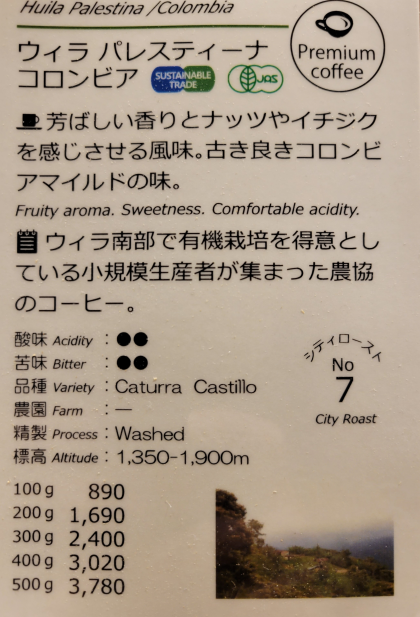 Huila Palestina /Colombia
ウィラ パレスティーナ
コロンビア
SUSTAINABLE
TRADE
JAS
Premium
coffee
芳ばしい香りとナッツやイチジク
を感じさせる風味。古き良きコロンビ
アマイルドの味。
Fruity aroma. Sweetness. Comfortable acidity.
ウィラ南部で有機栽培を得意とし
ている小規模生産者が集まった農協
のコーヒー。
酸味 Acidity : ●●
苦味 Bitter : ●●
品種 Variety : Caturra Castillo
農園 Farm : —
精製 Process : Washed
標高 Altitude : 1,350-1,900m
シティロースト
No
7
City Roast
100g 890
200g 1,690
300g 2,400
400g 3,020
500g 3,780